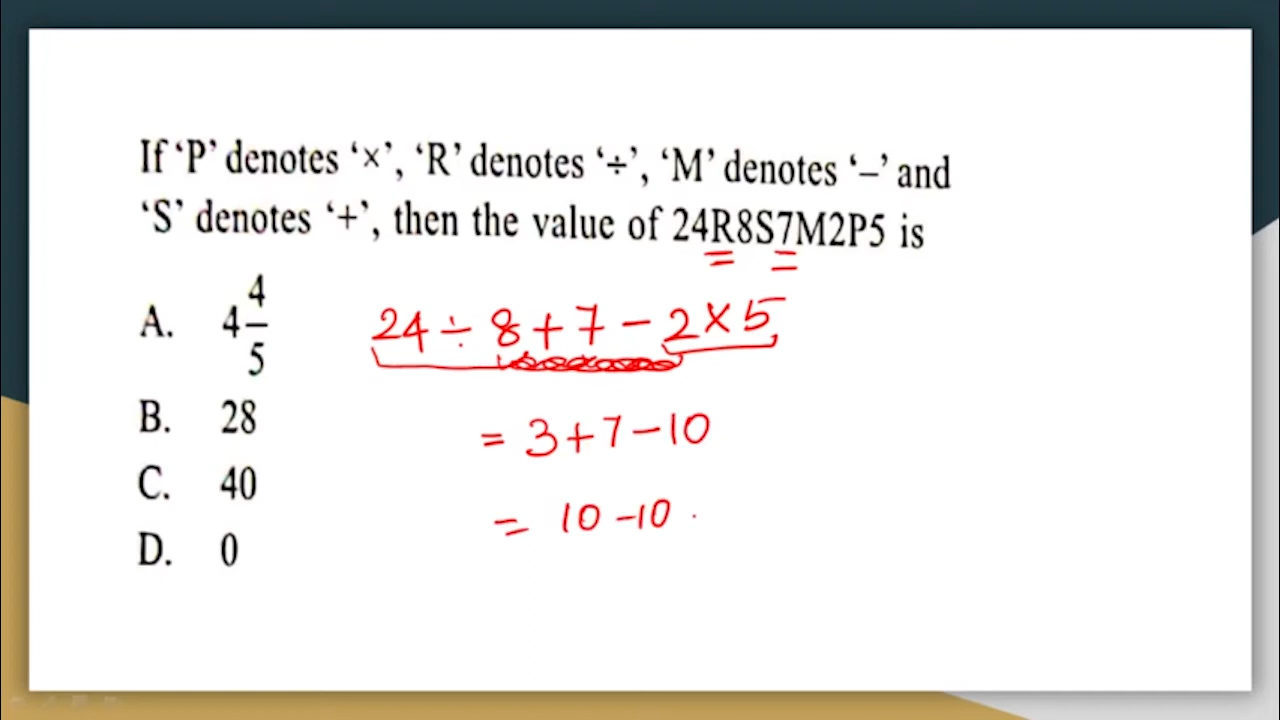 If ‘P’ denotes ‘×’, ‘R’ denotes ‘÷’, ‘M’ denotes ‘–’ and
‘S’ denotes ‘+’, then the value of 24R8S7M2P5 is
A. 4 4/5
24 ÷ 8 + 7 − 2 × 5
B. 28
= 3 + 7 − 10
C. 40
= 10 − 10
D. 0